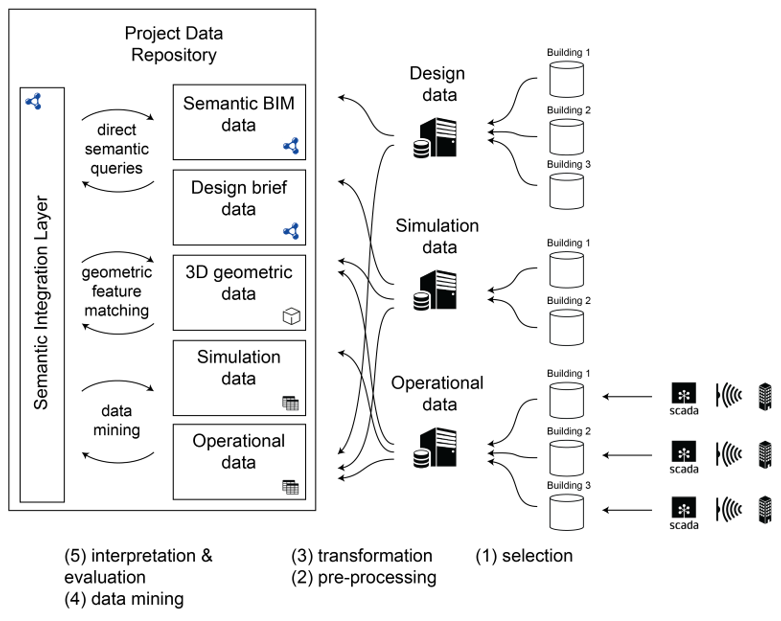 Project Data
Repository
Semantic Integration Layer
direct
semantic
queries
geometric
feature
matching
data
mining
Semantic BIM
data
Design brief
data
3D geometric
data
Simulation
data
Operational
data
Design
data
Simulation
data
Operational
data
Building 1
Building 2
Building 3
Building 1
Building 2
Building 1
Building 2
Building 3
scada
scada
scada
(5) interpretation &
evaluation
(4) data mining
(3) transformation
(2) pre-processing
(1) selection